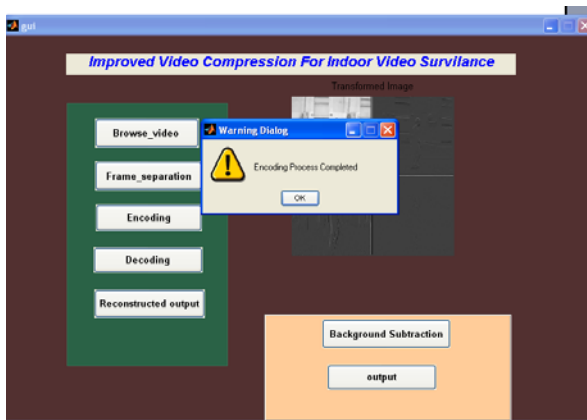 gui
Improved Video Compression For Indoor Video Survilance
Transformed Image
Browse_video
Frame_separation
Encoding
Decoding
Reconstructed output
Warning Dialog
Encoding Process Completed
OK
Background Subtraction
output